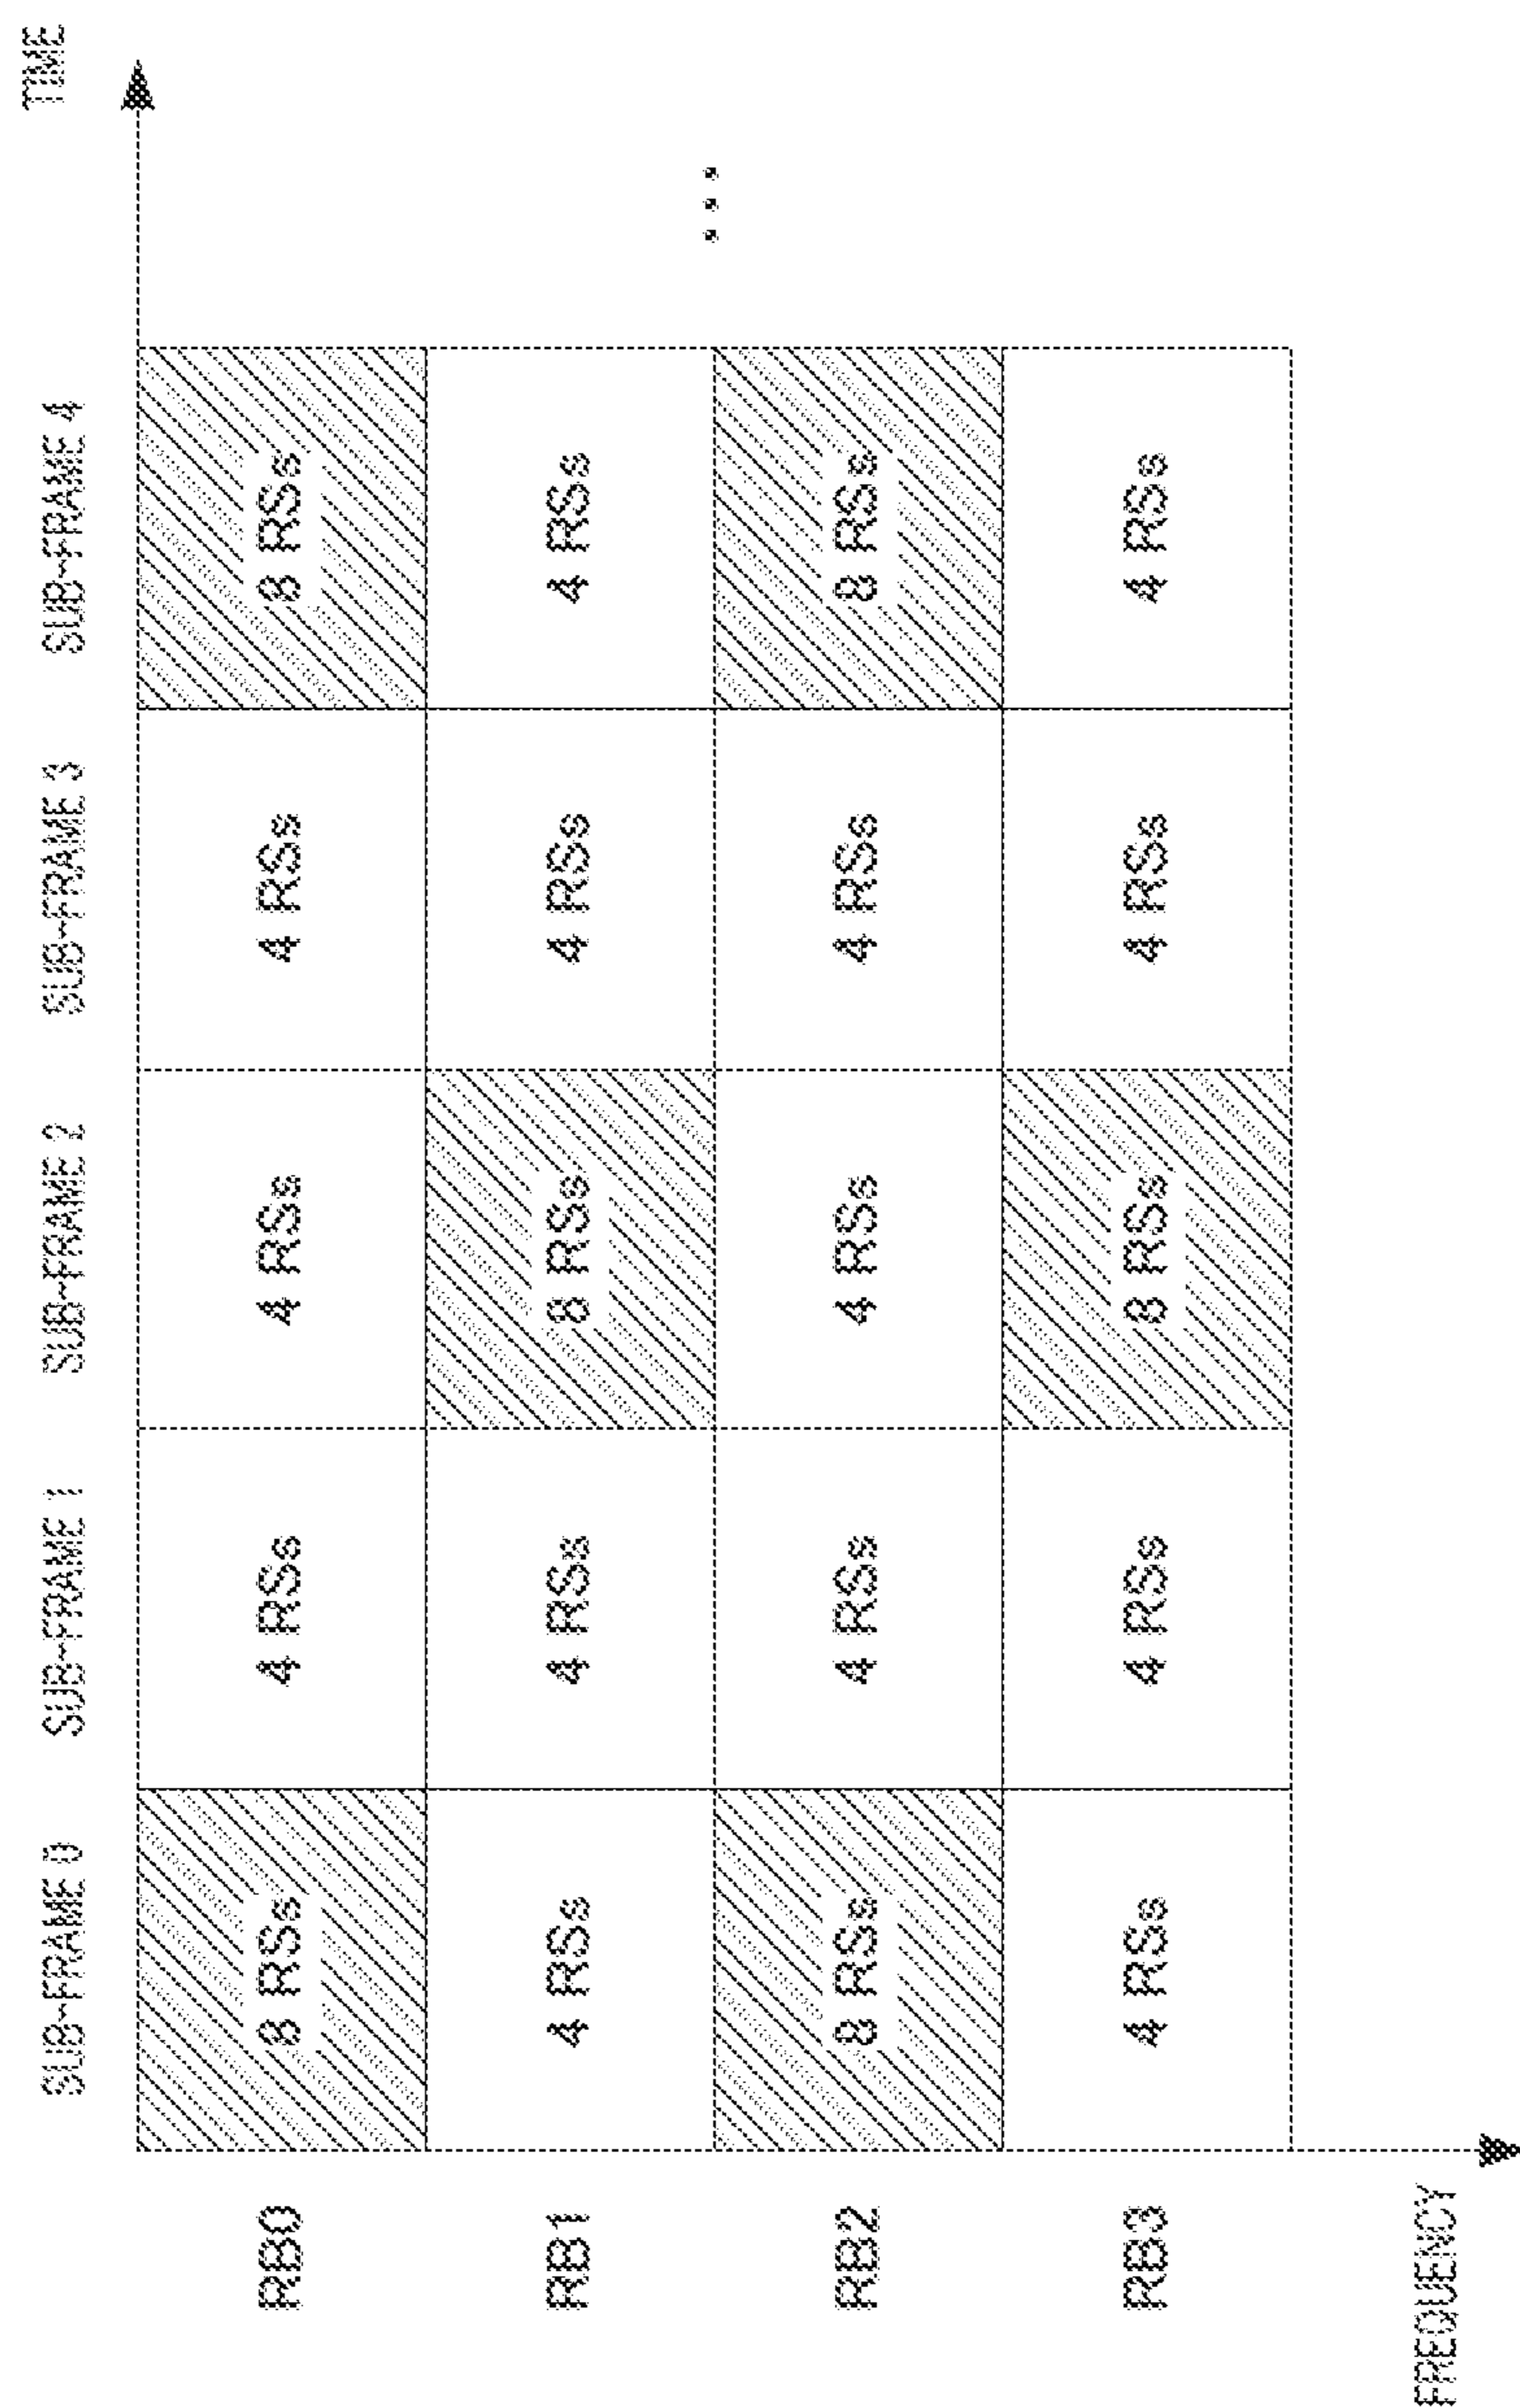 TIME
SUB-FRAME 0 SUB-FRAME 1 SUB-FRAME 2 SUB-FRAME 3 SUB-FRAME 4
RB0 8 RSs 4 RSs 4 RSs 4 RSs 8 RSs
RB1 4 RSs 4 RSs 8 RSs 4 RSs 4 RSs
...
RB2 8 RSs 4 RSs 4 RSs 4 RSs 8 RSs
RB3 4 RSs 4 RSs 8 RSs 4 RSs 4 RSs
FREQUENCY